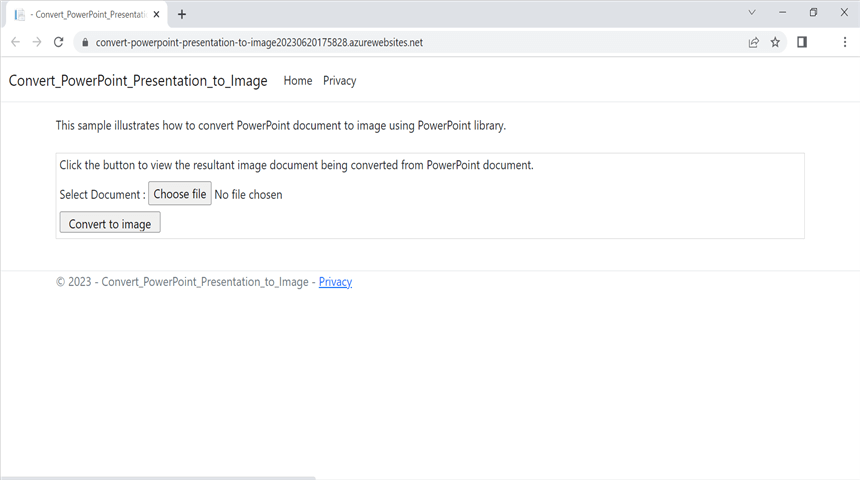 - Convert_PowerPoint_Presentati
convert-powerpoint-presentation-to-image20230620175828.azurewebsites.net
Convert_PowerPoint_Presentation_to_Image Home Privacy
This sample illustrates how to convert PowerPoint document to image using PowerPoint library.
Click the button to view the resultant image document being converted from PowerPoint document.
Select Document : Choose file No file chosen
Convert to image
© 2023 - Convert_PowerPoint_Presentation_to_Image - Privacy